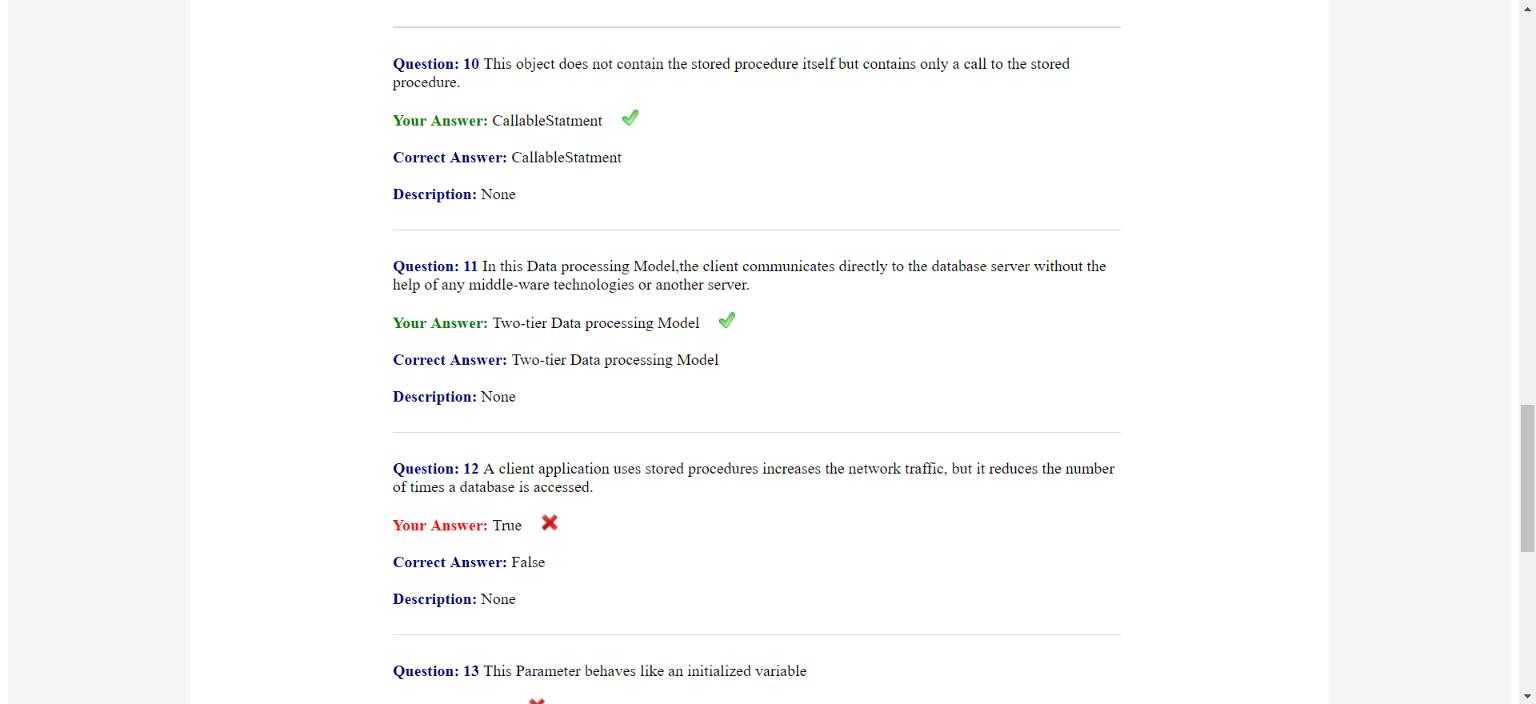 Question: 10 This object does not contain the stored procedure itself but contains only a call to the stored
procedure.
Your Answer: CallableStatment
Correct Answer: CallableStatment
Description: None
Question: 11 In this Data processing Model,the client communicates directly to the database server without the
help of any middle-ware technologies or another server.
Your Answer: Two-tier Data processing Model
Correct Answer: Two-tier Data processing Model
Description: None
Question: 12 A client application uses stored procedures increases the network traffic, but it reduces the number
of times a database is accessed.
Your Answer: True
Correct Answer: False
Description: None
Question: 13 This Parameter behaves like an initialized variable